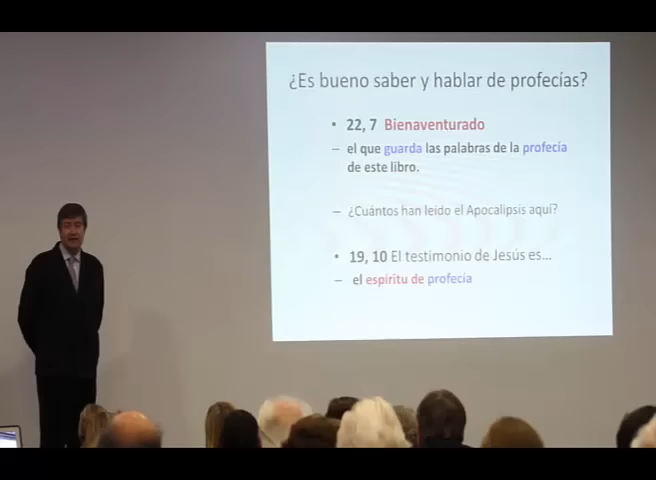 ¿Es bueno saber y hablar de profecías?
• 22, 7 Bienaventurado
– el que guarda las palabras de la profecía
de este libro.
– ¿Cuántos han leido el Apocalipsis aquí?
• 19, 10 El testimonio de Jesús es...
– el espíritu de profecía